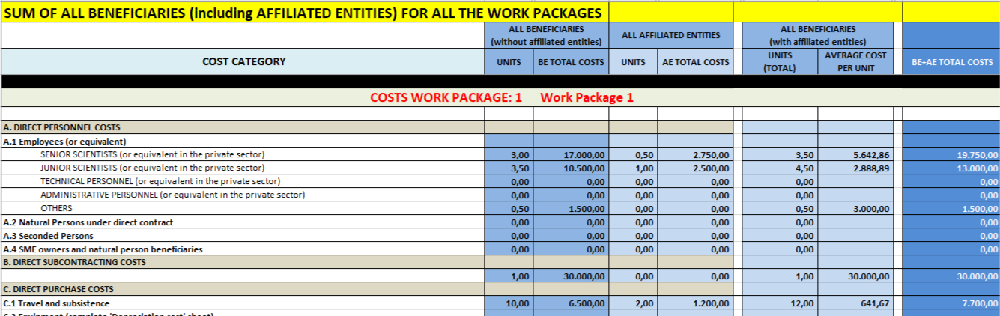 SUM OF ALL BENEFICIARIES (including AFFILIATED ENTITIES) FOR ALL THE WORK PACKAGES
ALL BENEFICIARIES (without affiliated entities) ALL AFFILIATED ENTITIES ALL BENEFICIARIES (with affiliated entities)
COST CATEGORY UNITS BE TOTAL COSTS UNITS AE TOTAL COSTS UNITS (TOTAL) AVERAGE COST PER UNIT BE+AE TOTAL COSTS
COSTS WORK PACKAGE: 1 Work Package 1
A. DIRECT PERSONNEL COSTS
A.1 Employees (or equivalent)
SENIOR SCIENTISTS (or equivalent in the private sector) 3,00 17.000,00 0,50 2.750,00 3,50 5.642,86 19.750,00
JUNIOR SCIENTISTS (or equivalent in the private sector) 3,50 10.500,00 1,00 2.500,00 4,50 2.888,89 13.000,00
TECHNICAL PERSONNEL (or equivalent in the private sector) 0,00 0,00 0,00 0,00 0,00 0,00
ADMINISTRATIVE PERSONNEL (or equivalent in the private sector) 0,00 0,00 0,00 0,00 0,00 0,00
OTHERS 0,50 1.500,00 0,00 0,00 0,50 3.000,00 1.500,00
A.2 Natural Persons under direct contract 0,00 0,00 0,00 0,00 0,00 0,00
A.3 Seconded Persons 0,00 0,00 0,00 0,00 0,00 0,00
A.4 SME owners and natural person beneficiaries 0,00 0,00 0,00 0,00 0,00 0,00
B. DIRECT SUBCONTRACTING COSTS
1,00 30.000,00 0,00 0,00 1,00 30.000,00 30.000,00
C. DIRECT PURCHASE COSTS
C.1 Travel and subsistence 10,00 6.500,00 2,00 1.200,00 12,00 641,67 7.700,00